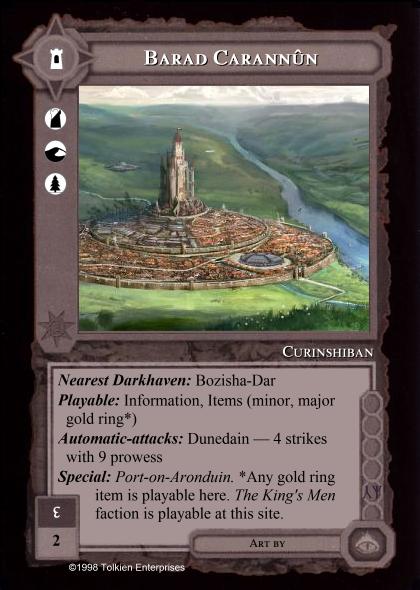 Barad Carannûn
Curinshiban
Nearest Darkhaven: Bozisha-Dar
Playable: Information, Items (minor, major
gold ring*)
Automatic-attacks: Dunedain — 4 strikes
with 9 prowess
Special: Port-on-Aronduin. *Any gold ring
item is playable here. The King's Men
faction is playable at this site.
ε
2
Art by
©1998 Tolkien Enterprises